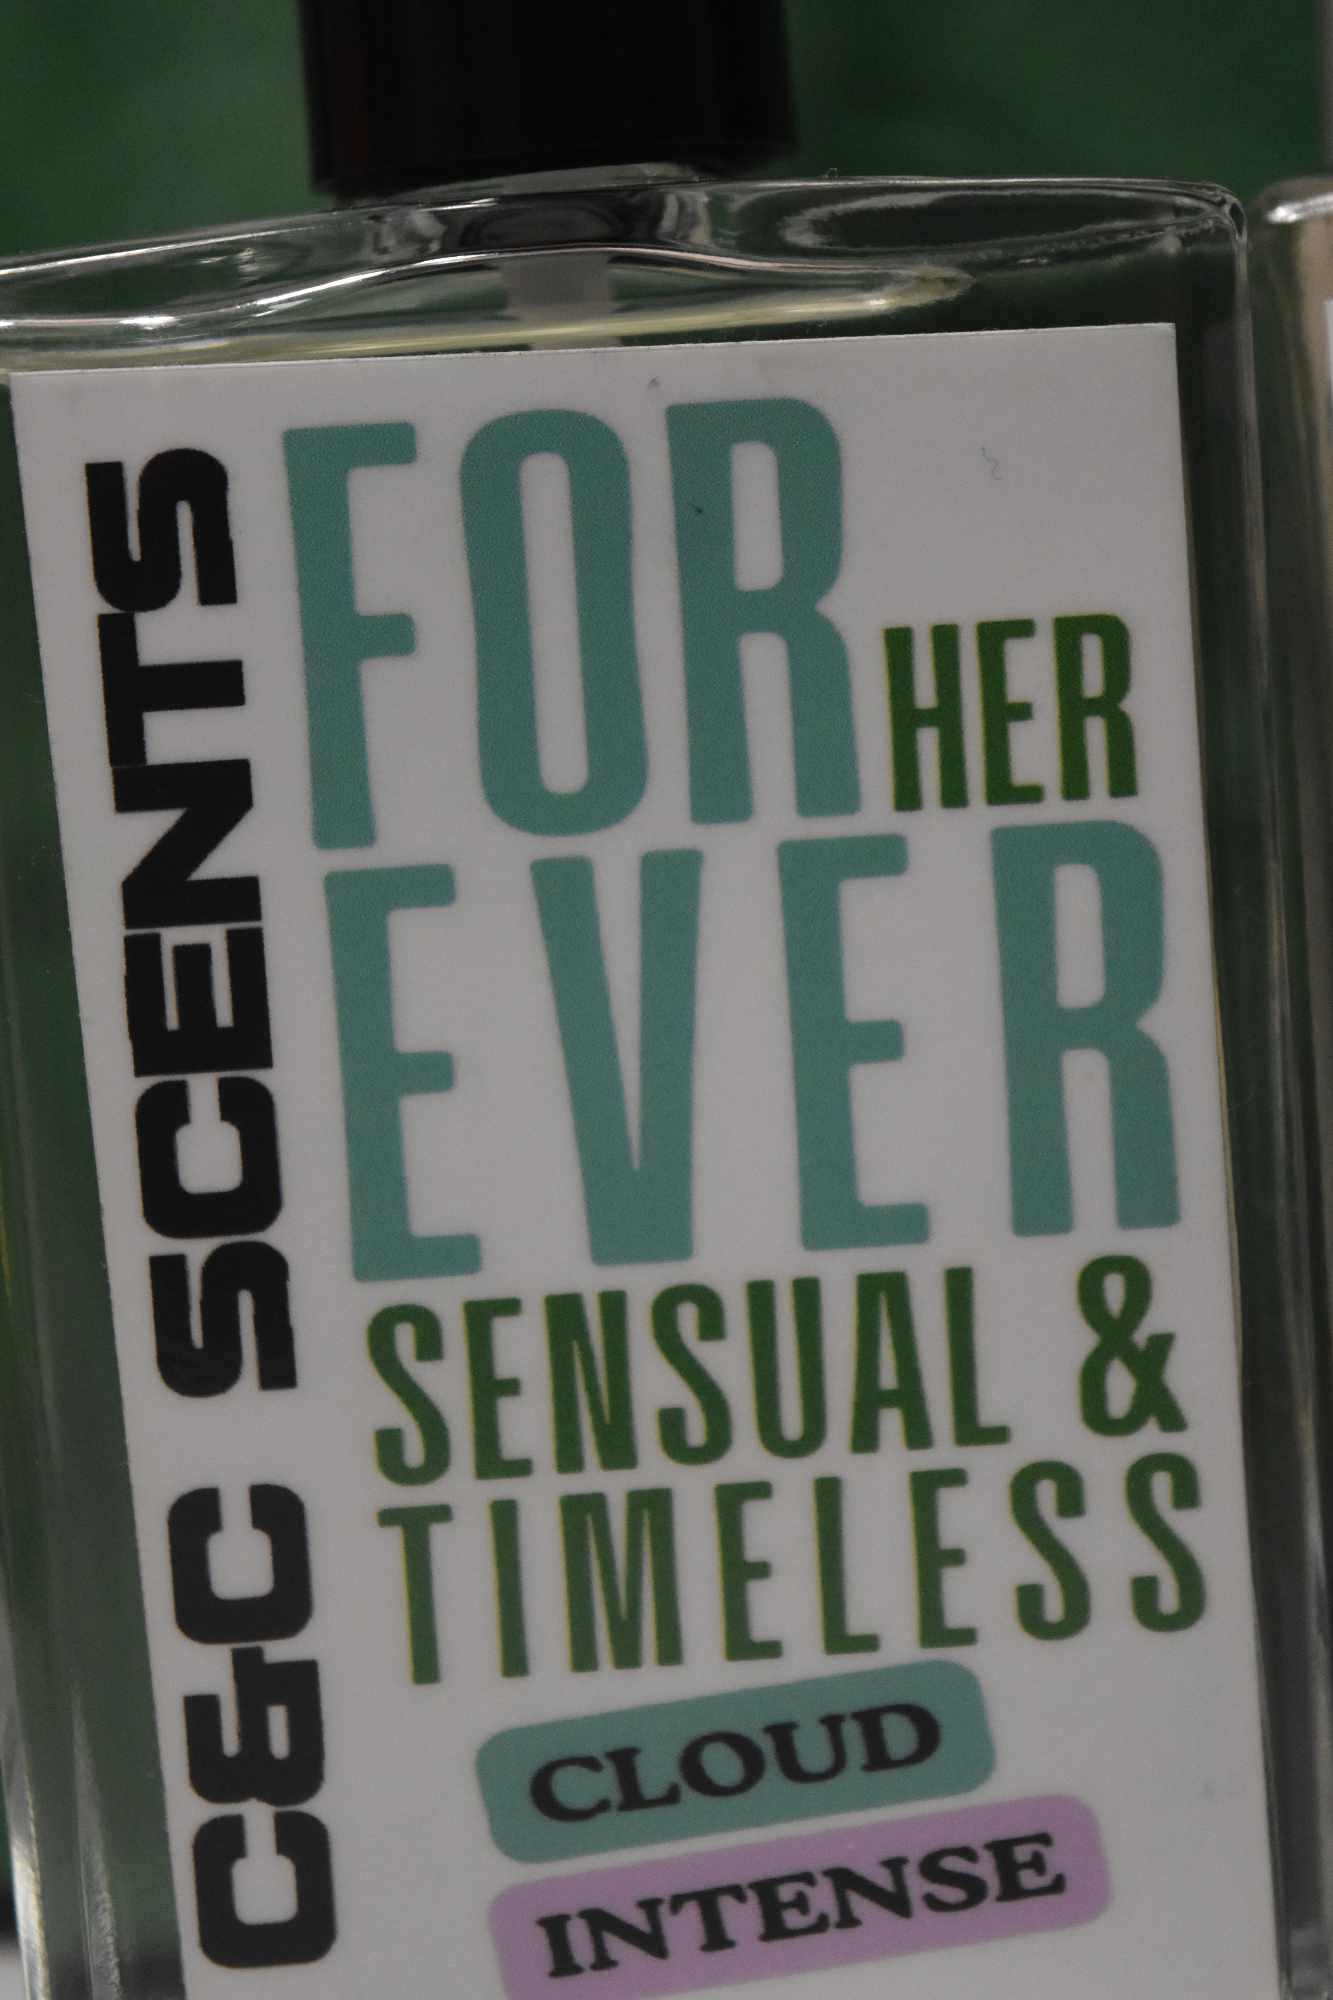 C&C SCENTS
FOR HER
EVER
SENSUAL &
TIMELESS
CLOUD
INTENSE